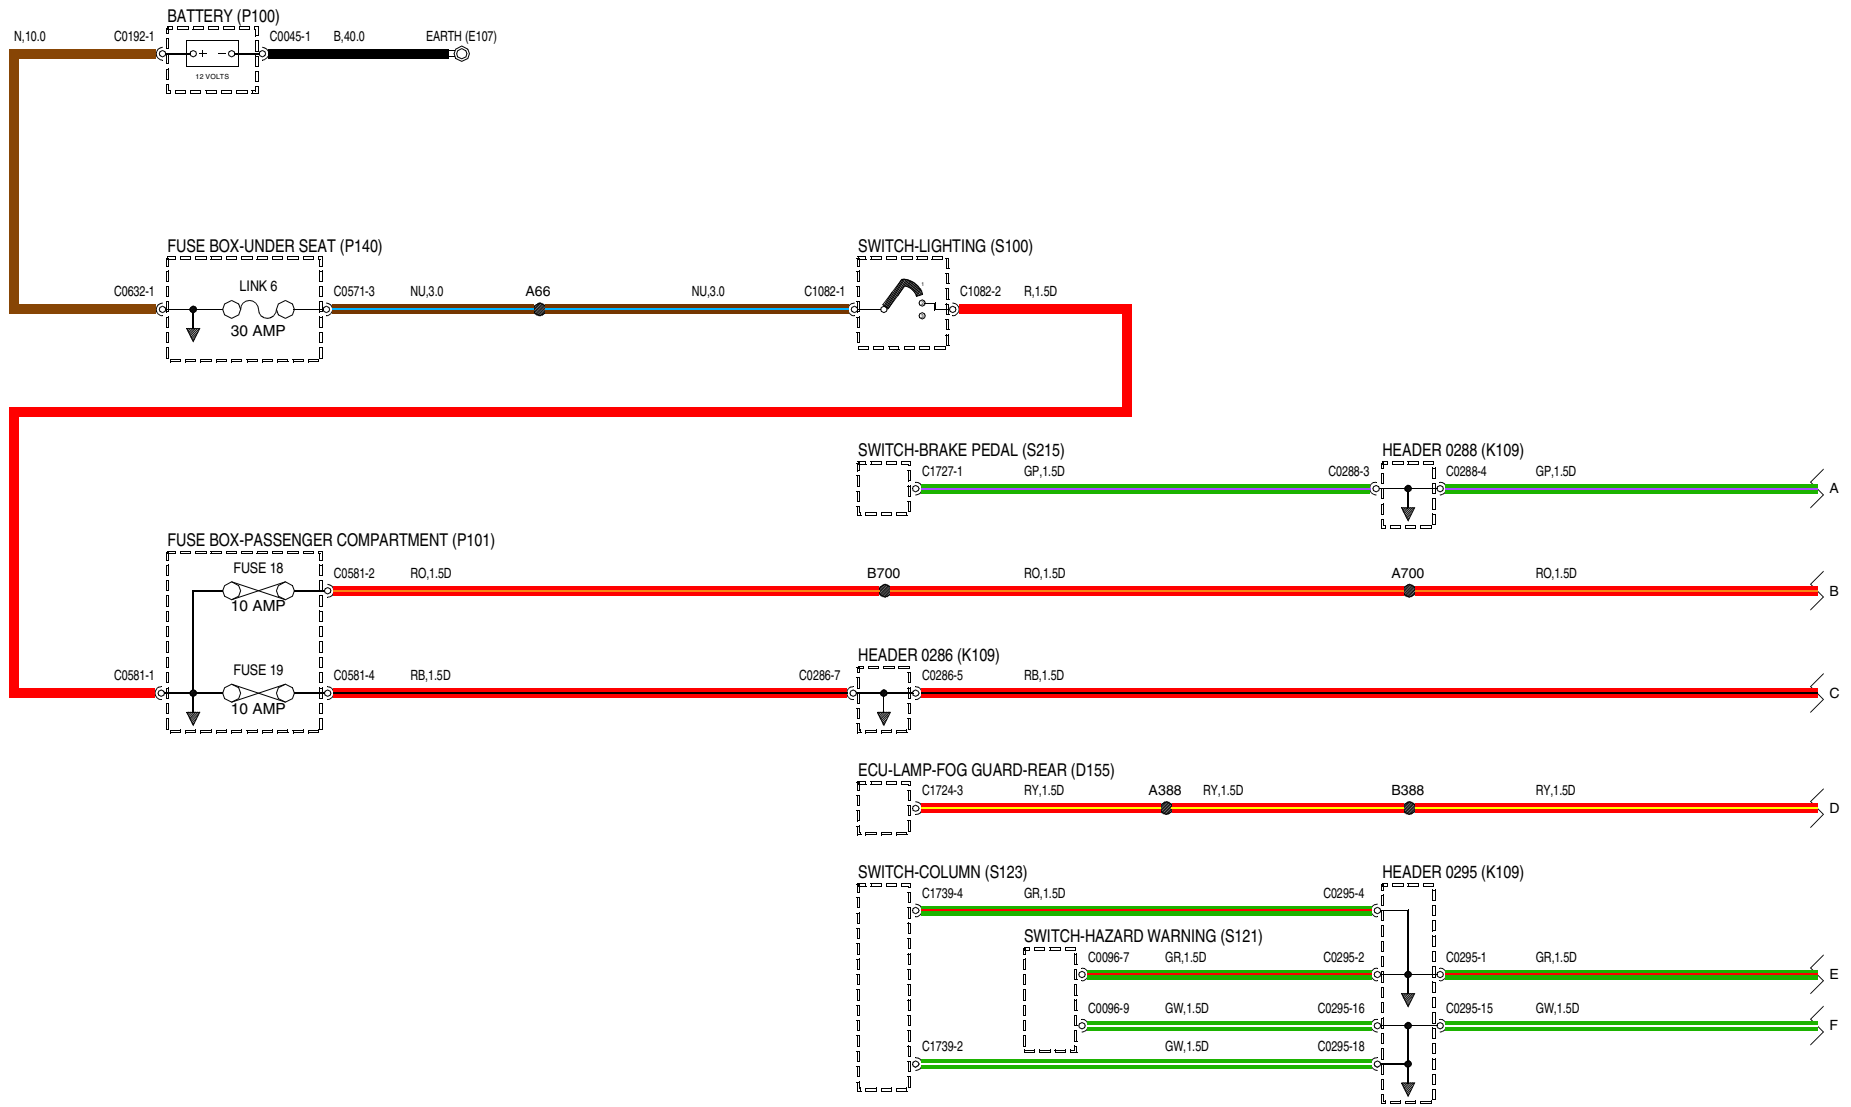 BATTERY (P100)
N,10.0 C0192-1 C0045-1 B,40.0 EARTH (E107)
+ −
12 VOLTS
FUSE BOX-UNDER SEAT (P140) SWITCH-LIGHTING (S100)
C0632-1 LINK 6 C0571-3 NU,3.0 A66 NU,3.0 C1082-1 C1082-2 R,1.5D
30 AMP
SWITCH-BRAKE PEDAL (S215) HEADER 0288 (K109)
C1727-1 GP,1.5D C0288-3 C0288-4 GP,1.5D
A
FUSE BOX-PASSENGER COMPARTMENT (P101)
FUSE 18 C0581-2 RO,1.5D B700 RO,1.5D A700 RO,1.5D
B
10 AMP
HEADER 0286 (K109)
C0581-1 FUSE 19 C0581-4 RB,1.5D C0286-7 C0286-5 RB,1.5D
C
10 AMP
ECU-LAMP-FOG GUARD-REAR (D155)
C1724-3 RY,1.5D A388 RY,1.5D B388 RY,1.5D
D
SWITCH-COLUMN (S123) HEADER 0295 (K109)
C1739-4 GR,1.5D C0295-4
SWITCH-HAZARD WARNING (S121)
C0096-7 GR,1.5D C0295-2 C0295-1 GR,1.5D
E
C0096-9 GW,1.5D C0295-16 C0295-15 GW,1.5D
F
C1739-2 GW,1.5D C0295-18